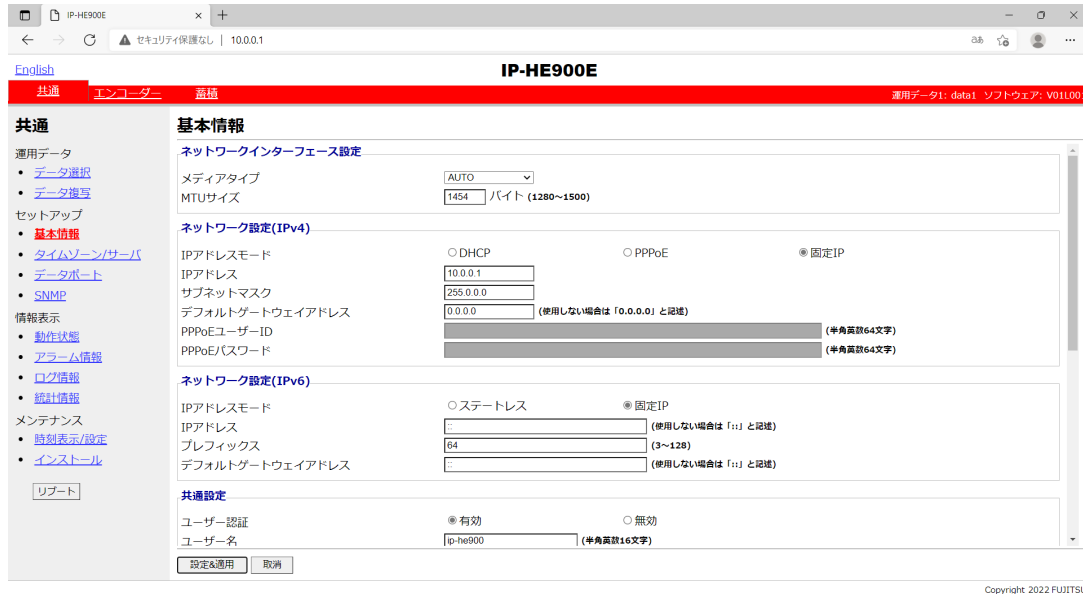 IP-HE900E
セキュリティ保護なし | 10.0.0.1
English
IP-HE900E
共通 エンコーダー 蓄積
運用データ1: data1 ソフトウェア: V01L001
共通
運用データ
• データ選択
• データ複写
セットアップ
• 基本情報
• タイムゾーン/サーバ
• データポート
• SNMP
情報表示
• 動作状態
• アラーム情報
• ログ情報
• 統計情報
メンテナンス
• 時刻表示/設定
• インストール
リブート
基本情報
ネットワークインターフェース設定
メディアタイプ AUTO
MTUサイズ 1454 バイト (1280~1500)
ネットワーク設定(IPv4)
IPアドレスモード DHCP PPPoE 固定IP
IPアドレス 10.0.0.1
サブネットマスク 255.0.0.0
デフォルトゲートウェイアドレス 0.0.0.0 (使用しない場合は「0.0.0.0」と記述)
PPPoEユーザーID (半角英数64文字)
PPPoEパスワード (半角英数64文字)
ネットワーク設定(IPv6)
IPアドレスモード ステートレス 固定IP
IPアドレス :: (使用しない場合は「::」と記述)
プレフィックス 64 (3~128)
デフォルトゲートウェイアドレス :: (使用しない場合は「::」と記述)
共通設定
ユーザー認証 有効 無効
ユーザー名 ip-he900 (半角英数16文字)
設定&適用 取消
Copyright 2022 FUJITSU